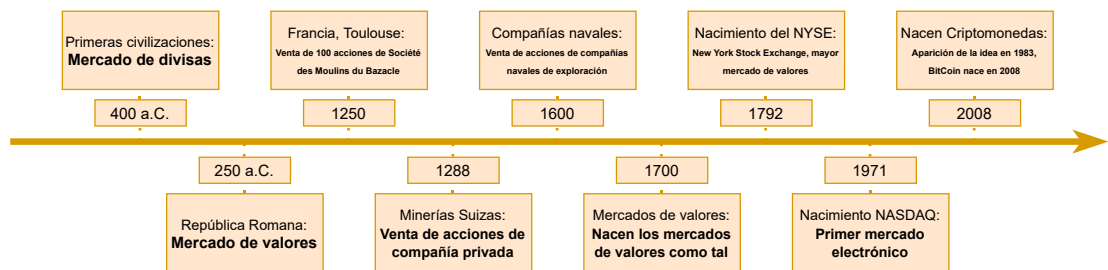 Primeras civilizaciones:
Mercado de divisas
400 a.C.
Francia, Toulouse:
Venta de 100 acciones de Société
des Moulins du Bazacle
1250
Compañías navales:
Venta de acciones de compañías
navales de exploración
1600
Nacimiento del NYSE:
New York Stock Exchange, mayor
mercado de valores
1792
Nacen Criptomonedas:
Aparición de la idea en 1983,
BitCoin nace en 2008
2008
250 a.C.
República Romana:
Mercado de valores
1288
Minerías Suizas:
Venta de acciones de
compañía privada
1700
Mercados de valores:
Nacen los mercados
de valores como tal
1971
Nacimiento NASDAQ:
Primer mercado
electrónico